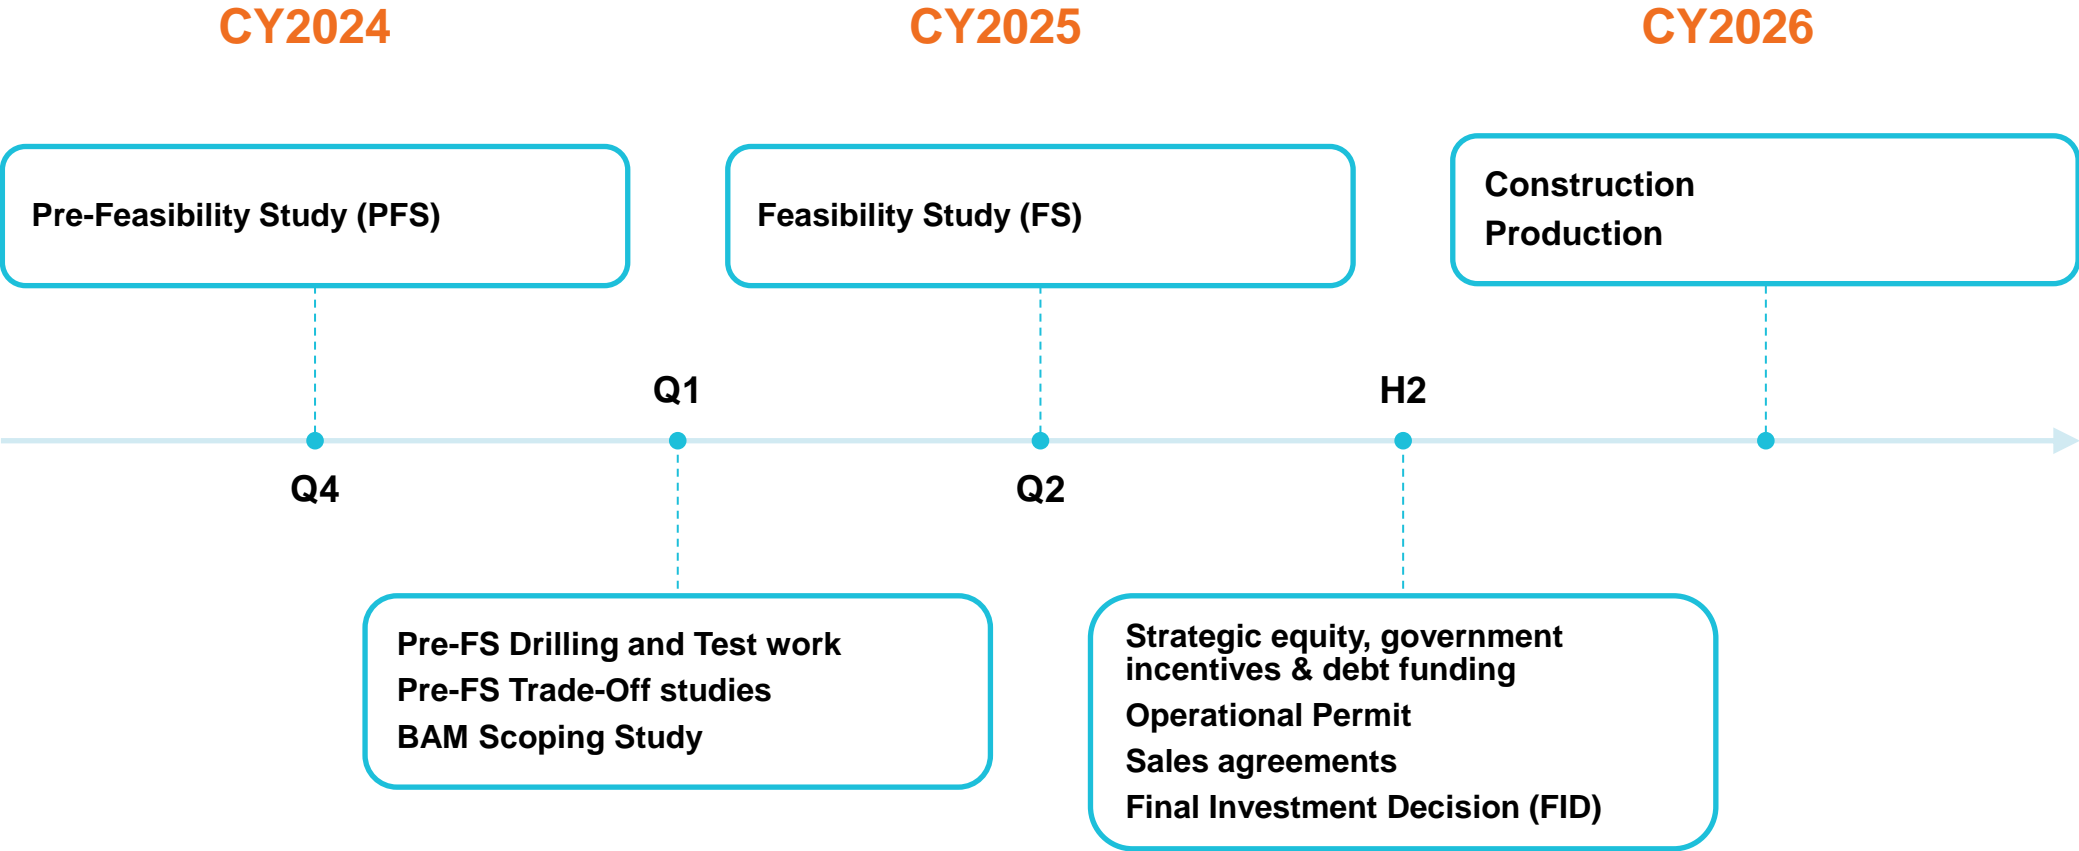 CY2024
CY2025
CY2026
Pre-Feasibility Study (PFS)
Feasibility Study (FS)
Construction
Production
Q1
H2
Q4
Q2
Pre-FS Drilling and Test work
Pre-FS Trade-Off studies
BAM Scoping Study
Strategic equity, government
incentives & debt funding
Operational Permit
Sales agreements
Final Investment Decision (FID)